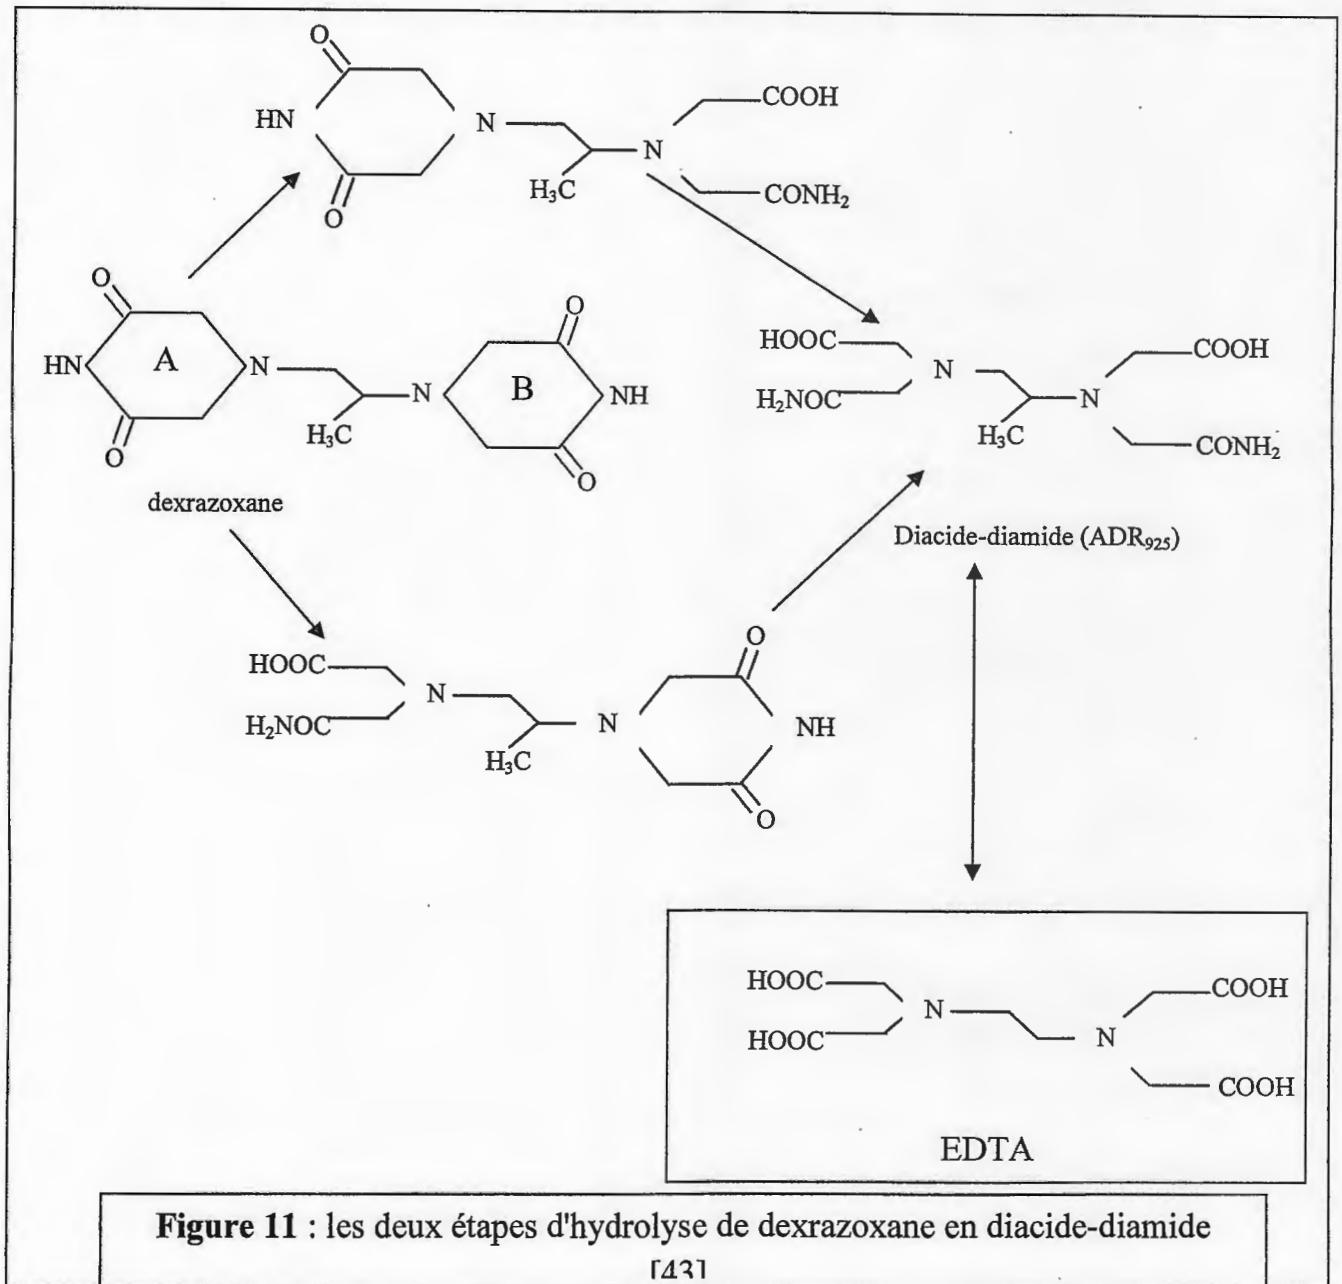 O
HN
N
COOH
N
H₃C
CONH₂
O
O
HN
A
N
O
H₃C
N
B
O
NH
O
dexrazoxane
HOOC
N
H₂NOC
H₃C
N
COOH
CONH₂
Diacide-diamide (ADR₉₂₅)
HOOC
N
H₂NOC
H₃C
N
O
NH
O
HOOC
N
HOOC
N
COOH
COOH
EDTA
Figure 11 : les deux étapes d'hydrolyse de dexrazoxane en diacide-diamide
[43]